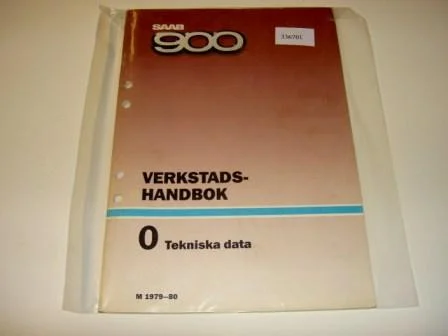 SAAB
900
336701
VERKSTADS-
HANDBOK
0 Tekniska data
M 1979–80